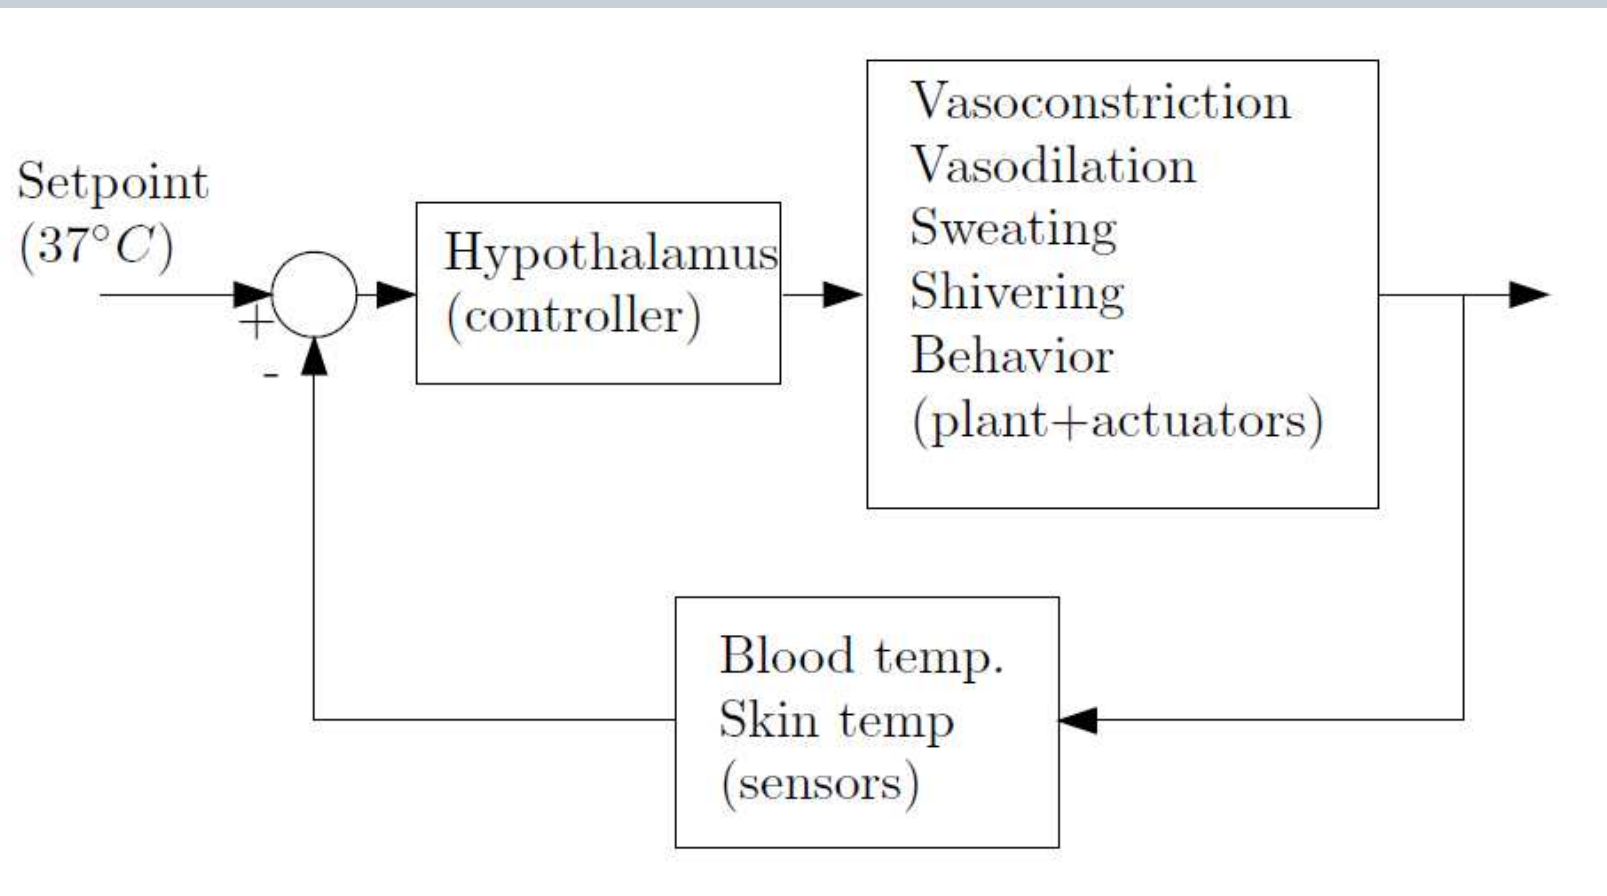 Setpoint
(37°C)
+
-
Hypothalamus
(controller)
Vasoconstriction
Vasodilation
Sweating
Shivering
Behavior
(plant+actuators)
Blood temp.
Skin temp
(sensors)